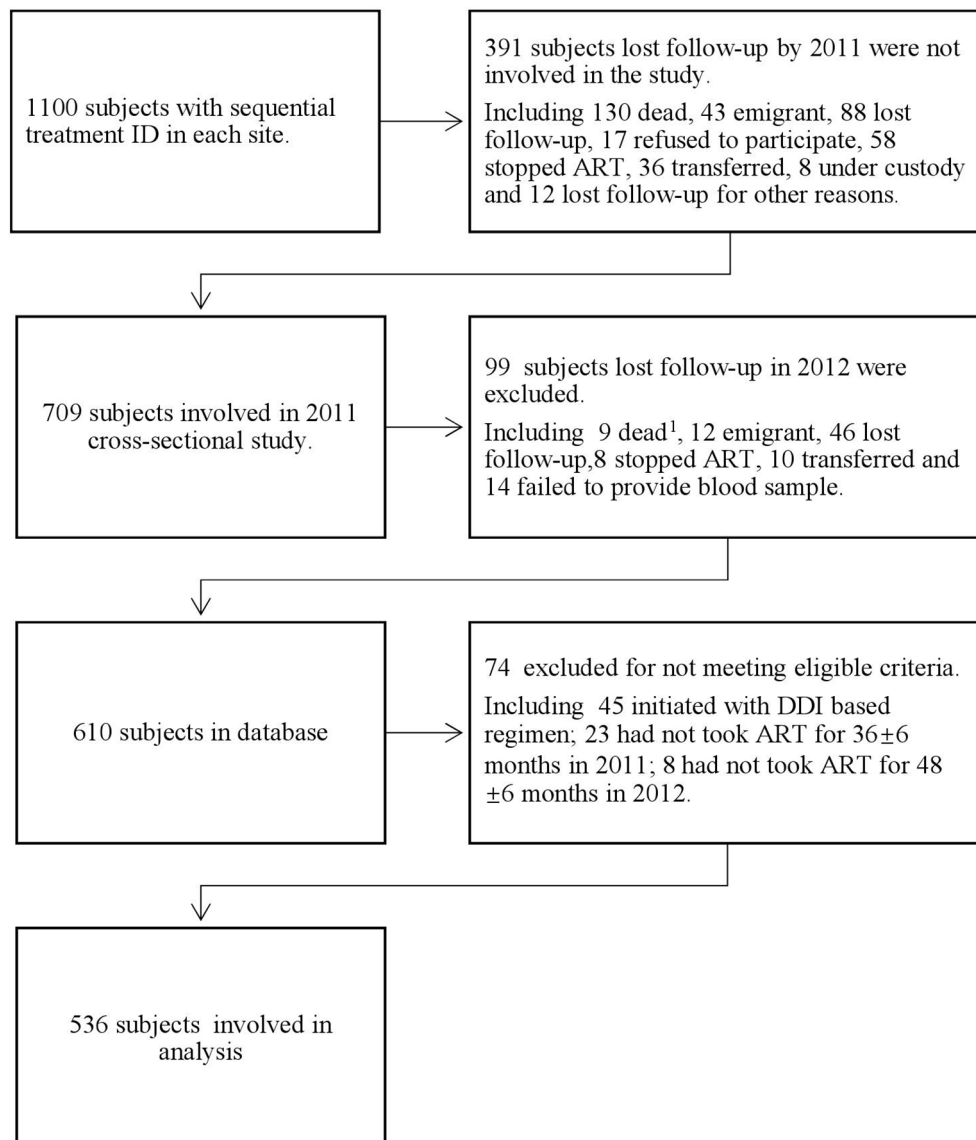 1100 subjects with sequential
treatment ID in each site.
391 subjects lost follow-up by 2011 were not
involved in the study.
Including 130 dead, 43 emigrant, 88 lost
follow-up, 17 refused to participate, 58
stopped ART, 36 transferred, 8 under custody
and 12 lost follow-up for other reasons.
709 subjects involved in 2011
cross-sectional study.
99 subjects lost follow-up in 2012 were
excluded.
Including 9 dead¹, 12 emigrant, 46 lost
follow-up,8 stopped ART, 10 transferred and
14 failed to provide blood sample.
610 subjects in database
74 excluded for not meeting eligible criteria.
Including 45 initiated with DDI based
regimen; 23 had not took ART for 36±6
months in 2011; 8 had not took ART for 48
±6 months in 2012.
536 subjects involved in
analysis